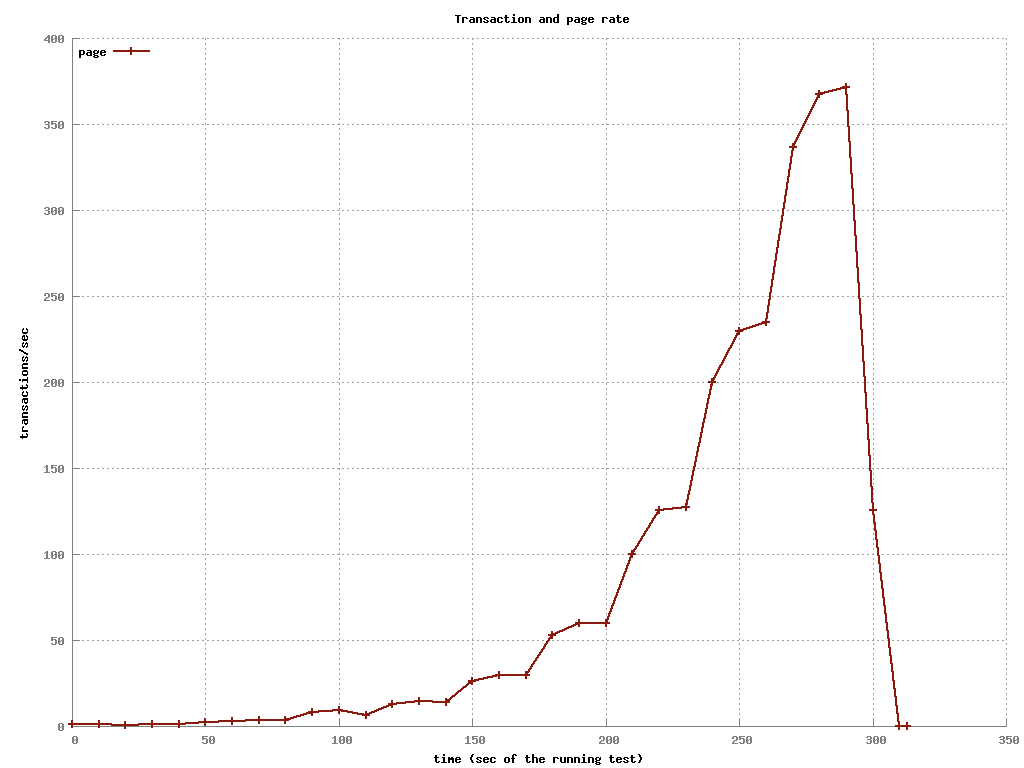 Transaction and page rate
page
400
350
300
250
200
150
100
50
0
transactions/sec
0 50 100 150 200 250 300 350
time (sec of the running test)